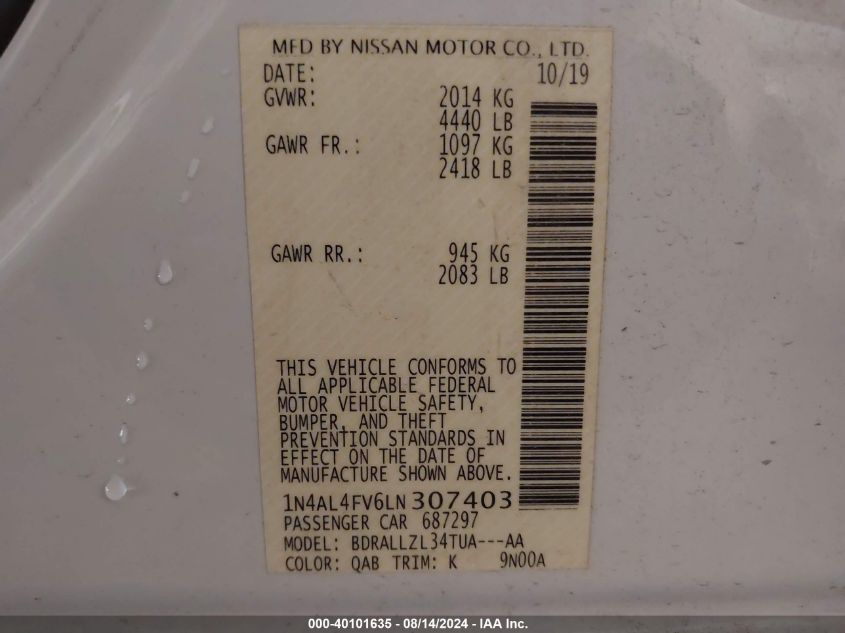 MFD BY NISSAN MOTOR CO., LTD.
DATE: 10/19
GVWR: 2014 KG
4440 LB
GAWR FR.: 1097 KG
2418 LB
GAWR RR.: 945 KG
2083 LB
THIS VEHICLE CONFORMS TO
ALL APPLICABLE FEDERAL
MOTOR VEHICLE SAFETY,
BUMPER, AND THEFT
PREVENTION STANDARDS IN
EFFECT ON THE DATE OF
MANUFACTURE SHOWN ABOVE.
1N4AL4FV6LN307403
PASSENGER CAR 687297
MODEL: BDRALLZL34TUA---AA
COLOR: QAB TRIM: K 9N00A
000-40101635 - 08/14/2024 - IAA Inc.